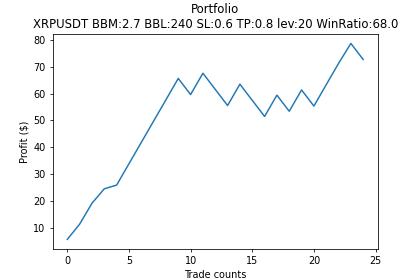 Portfolio
XRPUSDT BBM:2.7 BBL:240 SL:0.6 TP:0.8 lev:20 WinRatio:68.0
80
70
60
50
40
30
20
10
Profit ($)
0 5 10 15 20 25
Trade counts